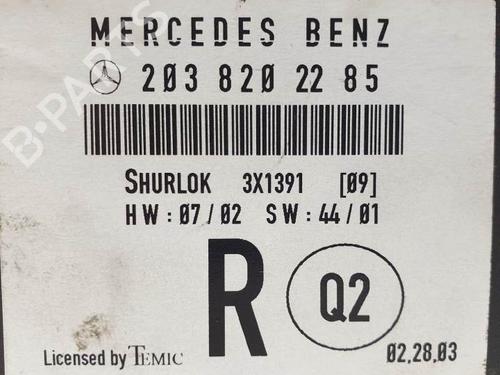 MERCEDES BENZ
203 820 22 85
SHURLOK 3X1391 [09]
HW:07/02 SW:44/01
R Q2
Licensed by TEMIC 02,28,03
B-PARTS